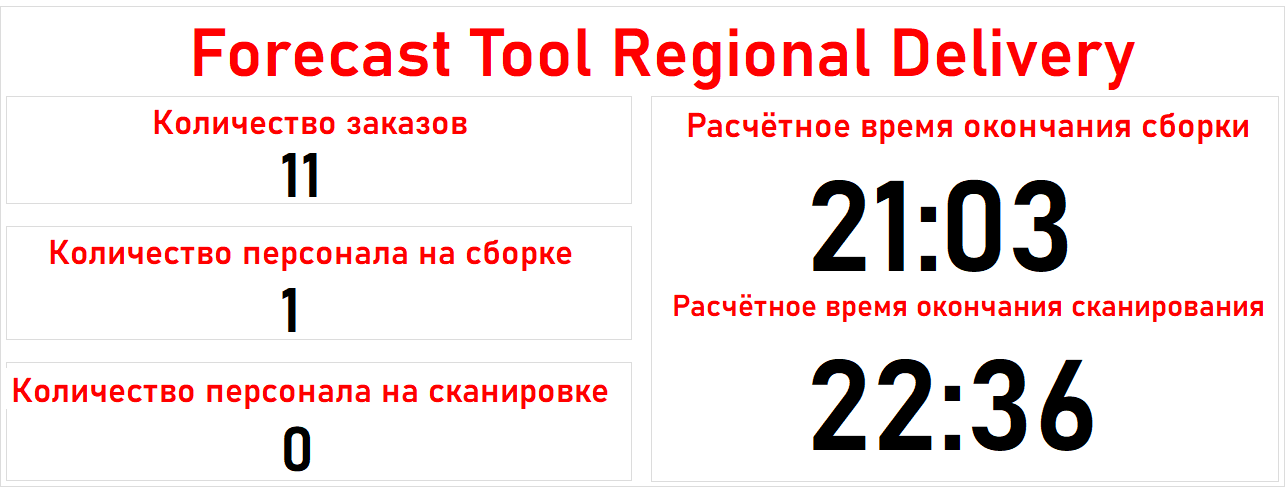 Forecast Tool Regional Delivery
Количество заказов
11
Количество персонала на сборке
1
Количество персонала на сканировке
0
Расчётное время окончания сборки
21:03
Расчётное время окончания сканирования
22:36